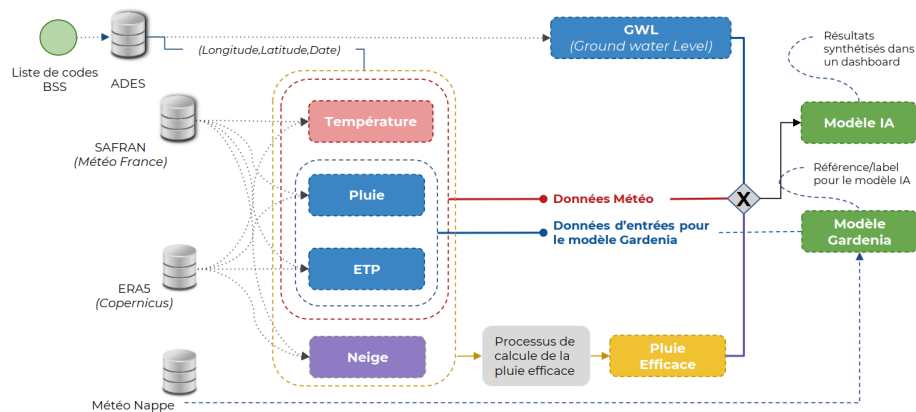 Liste de codes
BSS
ADES
(Longitude,Latitude,Date)
GWL
(Ground water Level)
Résultats
synthétisés dans
un dashboard
SAFRAN
(Météo France)
Température
Modèle IA
Référence/label
pour le modèle IA
Pluie
Données Météo
X
Données d'entrées pour
le modèle Gardenia
Modèle
Gardenia
ETP
ERA5
(Copernicus)
Neige
Processus de
calcule de la
pluie efficace
Pluie
Efficace
Météo Nappe